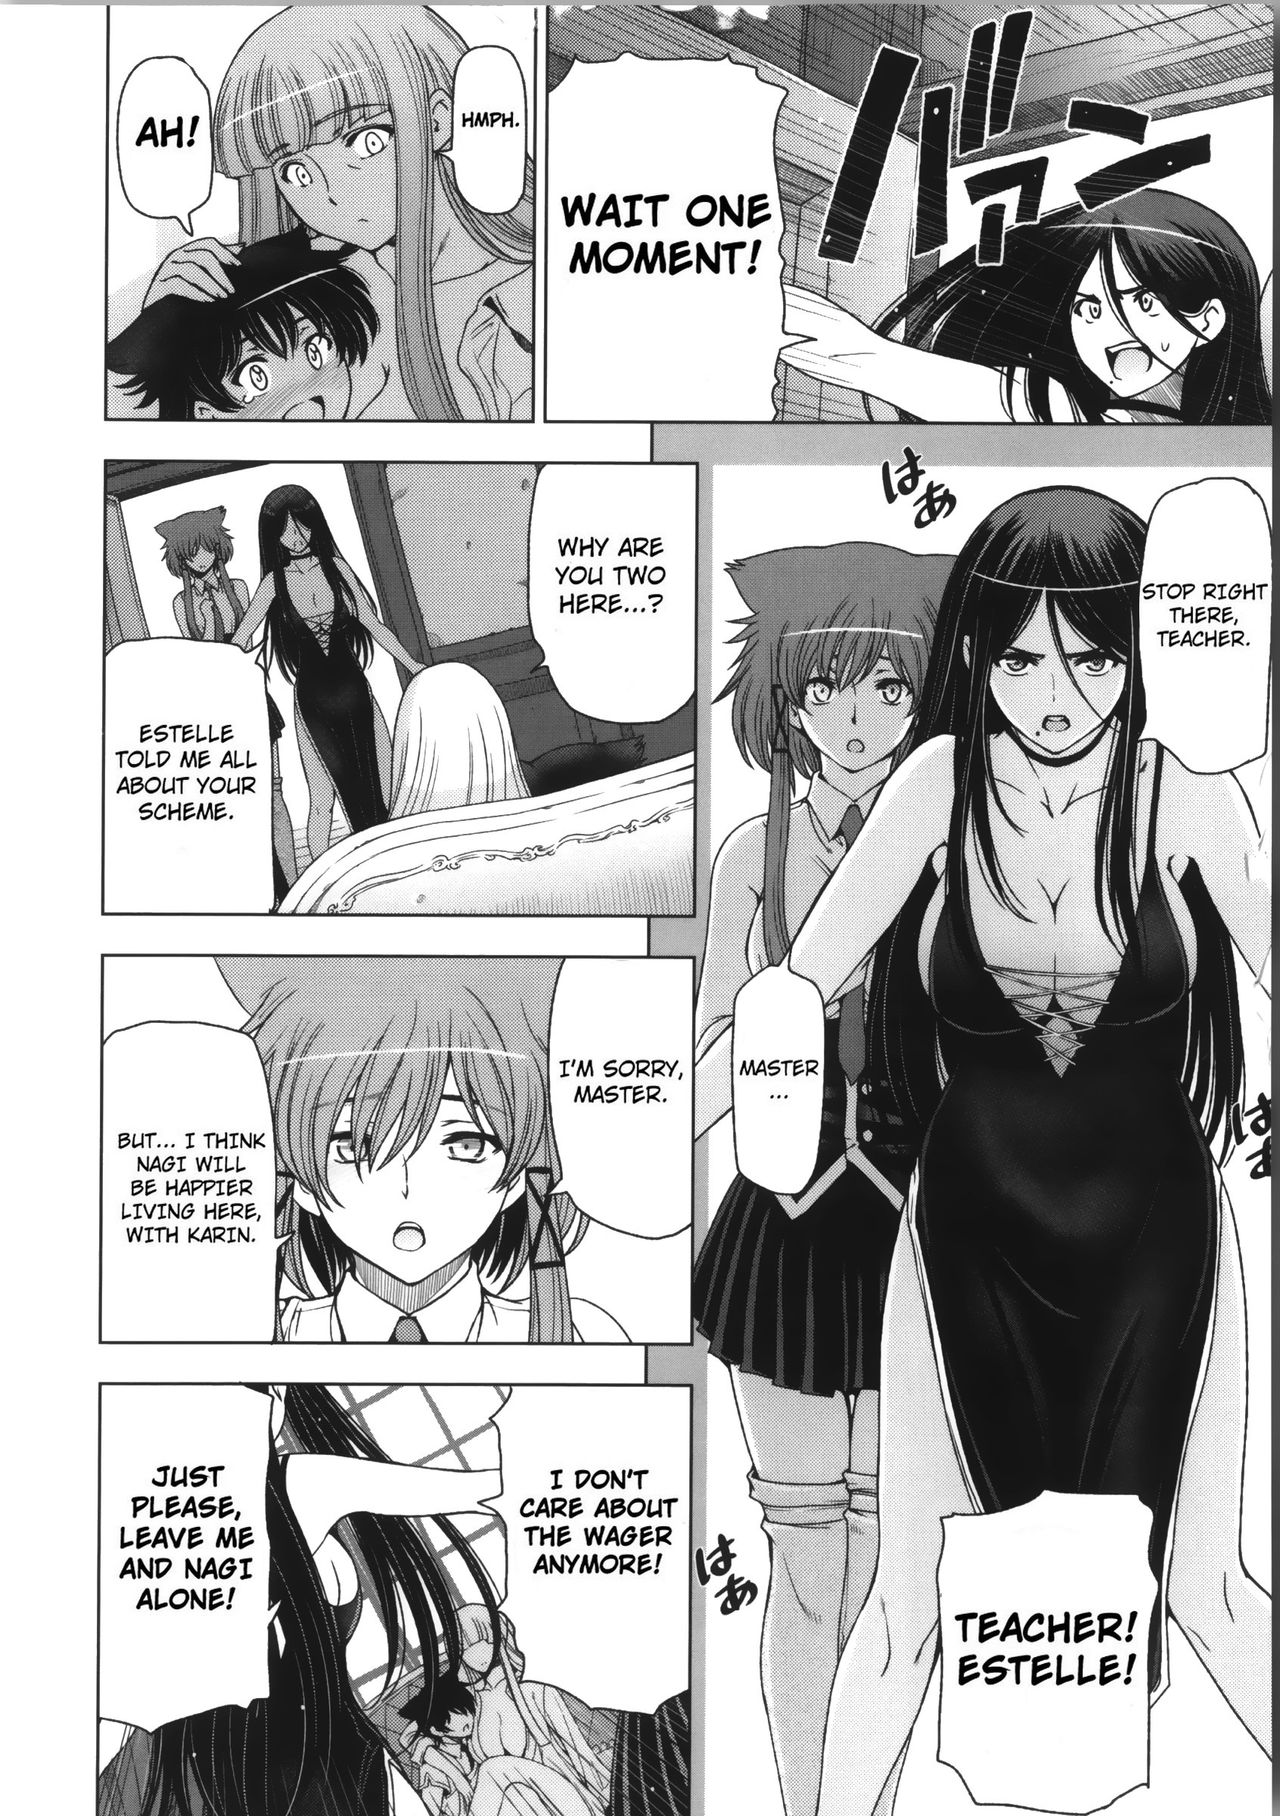 バァン
WAIT ONE
MOMENT!
HMPH.
AH!
はぁ
STOP RIGHT
THERE,
TEACHER.
MASTER
...
はぁ
はぁ
TEACHER!
ESTELLE!
WHY ARE
YOU TWO
HERE...?
ESTELLE
TOLD ME ALL
ABOUT YOUR
SCHEME.
I'M SORRY,
MASTER.
BUT... I THINK
NAGI WILL
BE HAPPIER
LIVING HERE,
WITH KARIN.
I DON'T
CARE ABOUT
THE WAGER
ANYMORE!
JUST
PLEASE,
LEAVE ME
AND NAGI
ALONE!